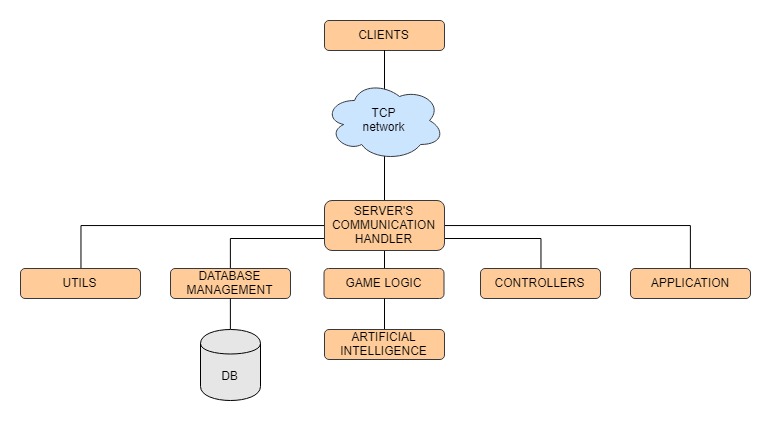 CLIENTS
TCP
network
SERVER'S
COMMUNICATION
HANDLER
UTILS
DATABASE
MANAGEMENT
GAME LOGIC
CONTROLLERS
APPLICATION
ARTIFICIAL
INTELLIGENCE
DB